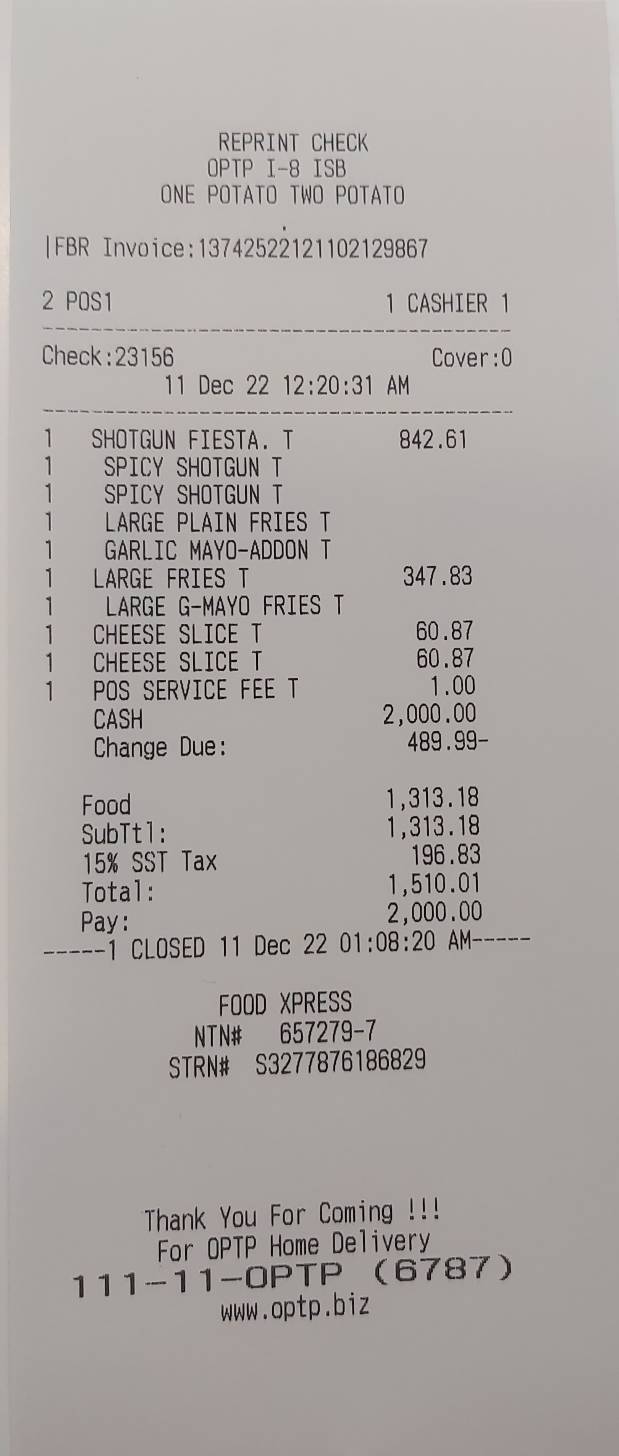 REPRINT CHECK
OPTP I-8 ISB
ONE POTATO TWO POTATO
|FBR Invoice:13742522121102129867
2 POS1 1 CASHIER 1
Check:23156 Cover:0
11 Dec 22 12:20:31 AM
1 SHOTGUN FIESTA. T 842.61
1 SPICY SHOTGUN T
1 SPICY SHOTGUN T
1 LARGE PLAIN FRIES T
1 GARLIC MAYO-ADDON T
1 LARGE FRIES T 347.83
1 LARGE G-MAYO FRIES T
1 CHEESE SLICE T 60.87
1 CHEESE SLICE T 60.87
1 POS SERVICE FEE T 1.00
CASH 2,000.00
Change Due: 489.99-
Food 1,313.18
SubTtl: 1,313.18
15% SST Tax 196.83
Total: 1,510.01
Pay: 2,000.00
-----1 CLOSED 11 Dec 22 01:08:20 AM-----
FOOD XPRESS
NTN# 657279-7
STRN# S3277876186829
Thank You For Coming !!!
For OPTP Home Delivery
111-11-OPTP (6787)
www.optp.biz